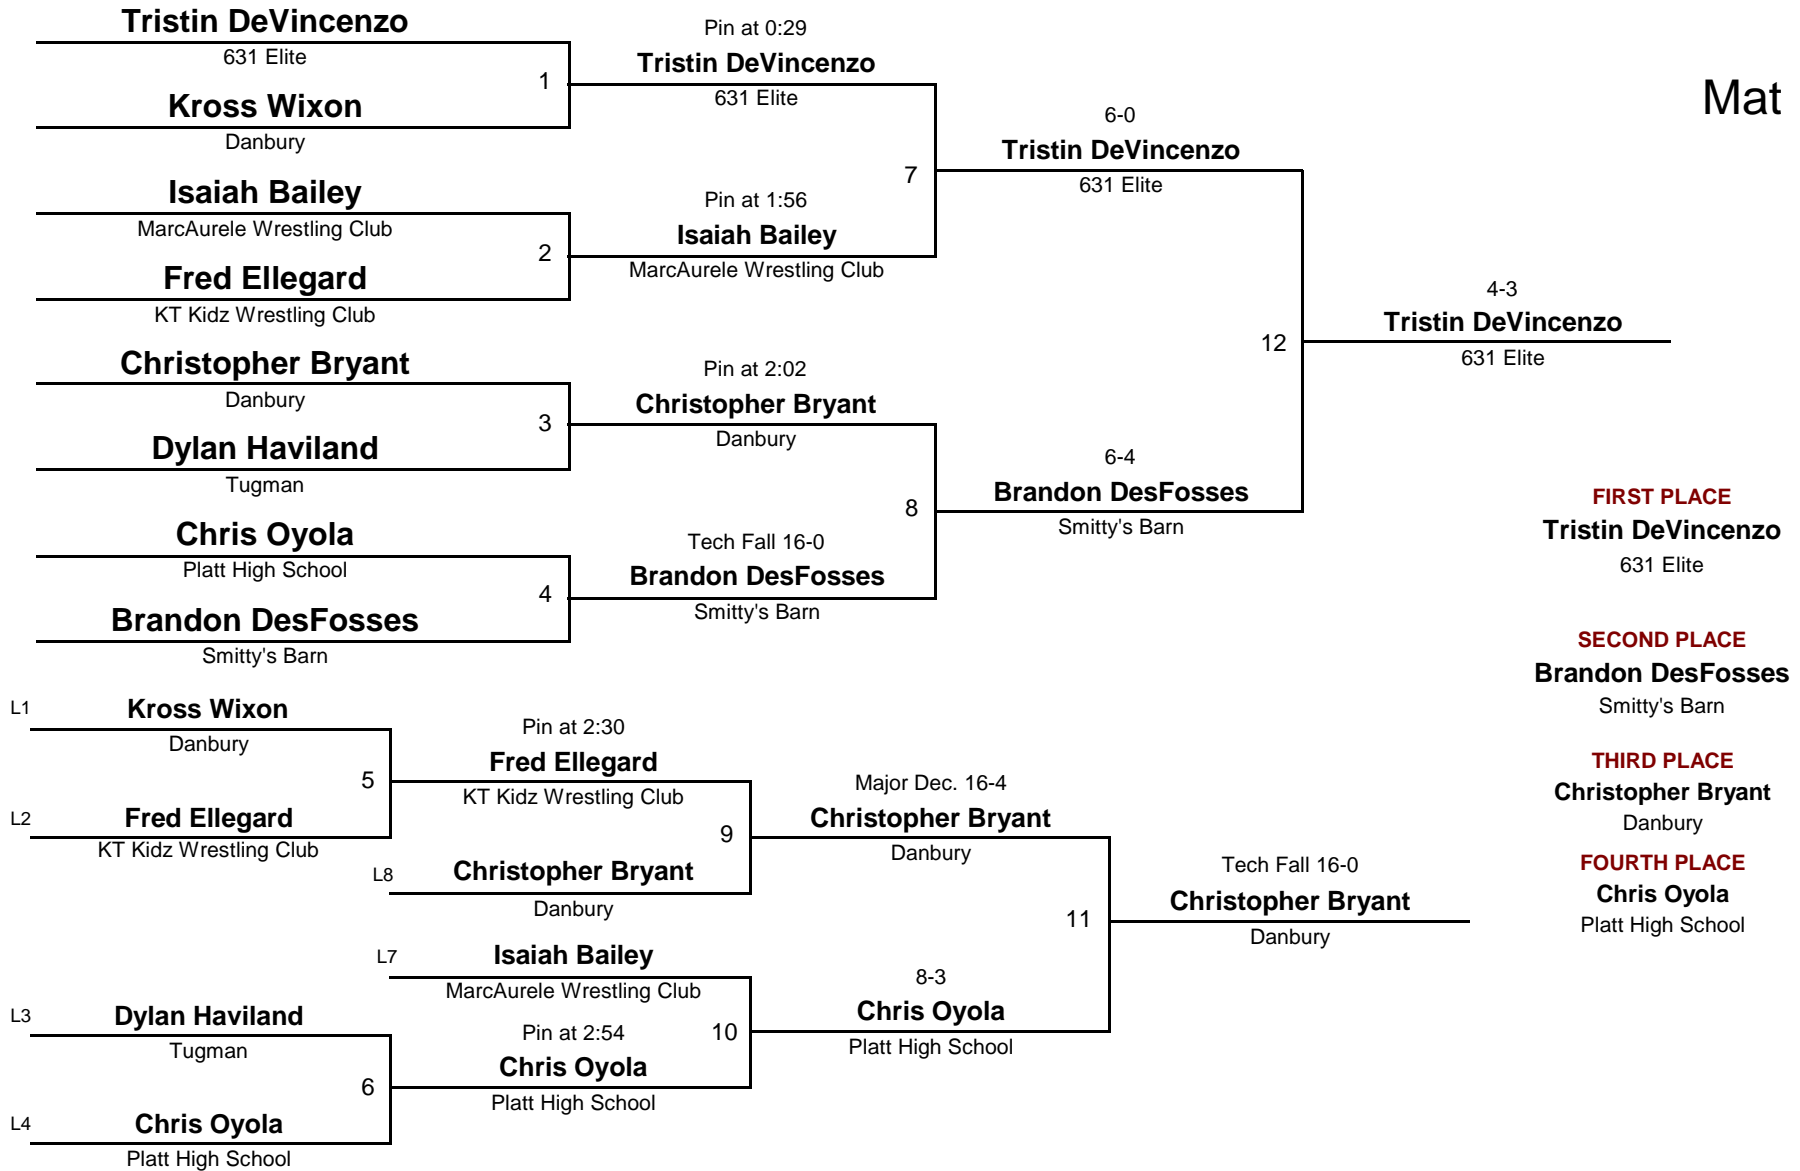 Tristin DeVincenzo
631 Elite
1
Kross Wixon
Danbury
Isaiah Bailey
MarcAurele Wrestling Club
2
Fred Ellegard
KT Kidz Wrestling Club
Christopher Bryant
Danbury
3
Dylan Haviland
Tugman
Chris Oyola
Platt High School
4
Brandon DesFosses
Smitty's Barn
Pin at 0:29
Tristin DeVincenzo
631 Elite
7
Pin at 1:56
Isaiah Bailey
MarcAurele Wrestling Club
Pin at 2:02
Christopher Bryant
Danbury
8
Tech Fall 16-0
Brandon DesFosses
Smitty's Barn
6-0
Tristin DeVincenzo
631 Elite
12
6-4
Brandon DesFosses
Smitty's Barn
4-3
Tristin DeVincenzo
631 Elite
Mat
L1
Kross Wixon
Danbury
5
L2
Fred Ellegard
KT Kidz Wrestling Club
L3
Dylan Haviland
Tugman
6
L4
Chris Oyola
Platt High School
Pin at 2:30
Fred Ellegard
KT Kidz Wrestling Club
9
L8
Christopher Bryant
Danbury
L7
Isaiah Bailey
MarcAurele Wrestling Club
10
Pin at 2:54
Chris Oyola
Platt High School
Major Dec. 16-4
Christopher Bryant
Danbury
11
8-3
Chris Oyola
Platt High School
Tech Fall 16-0
Christopher Bryant
Danbury
FIRST PLACE
Tristin DeVincenzo
631 Elite
SECOND PLACE
Brandon DesFosses
Smitty's Barn
THIRD PLACE
Christopher Bryant
Danbury
FOURTH PLACE
Chris Oyola
Platt High School